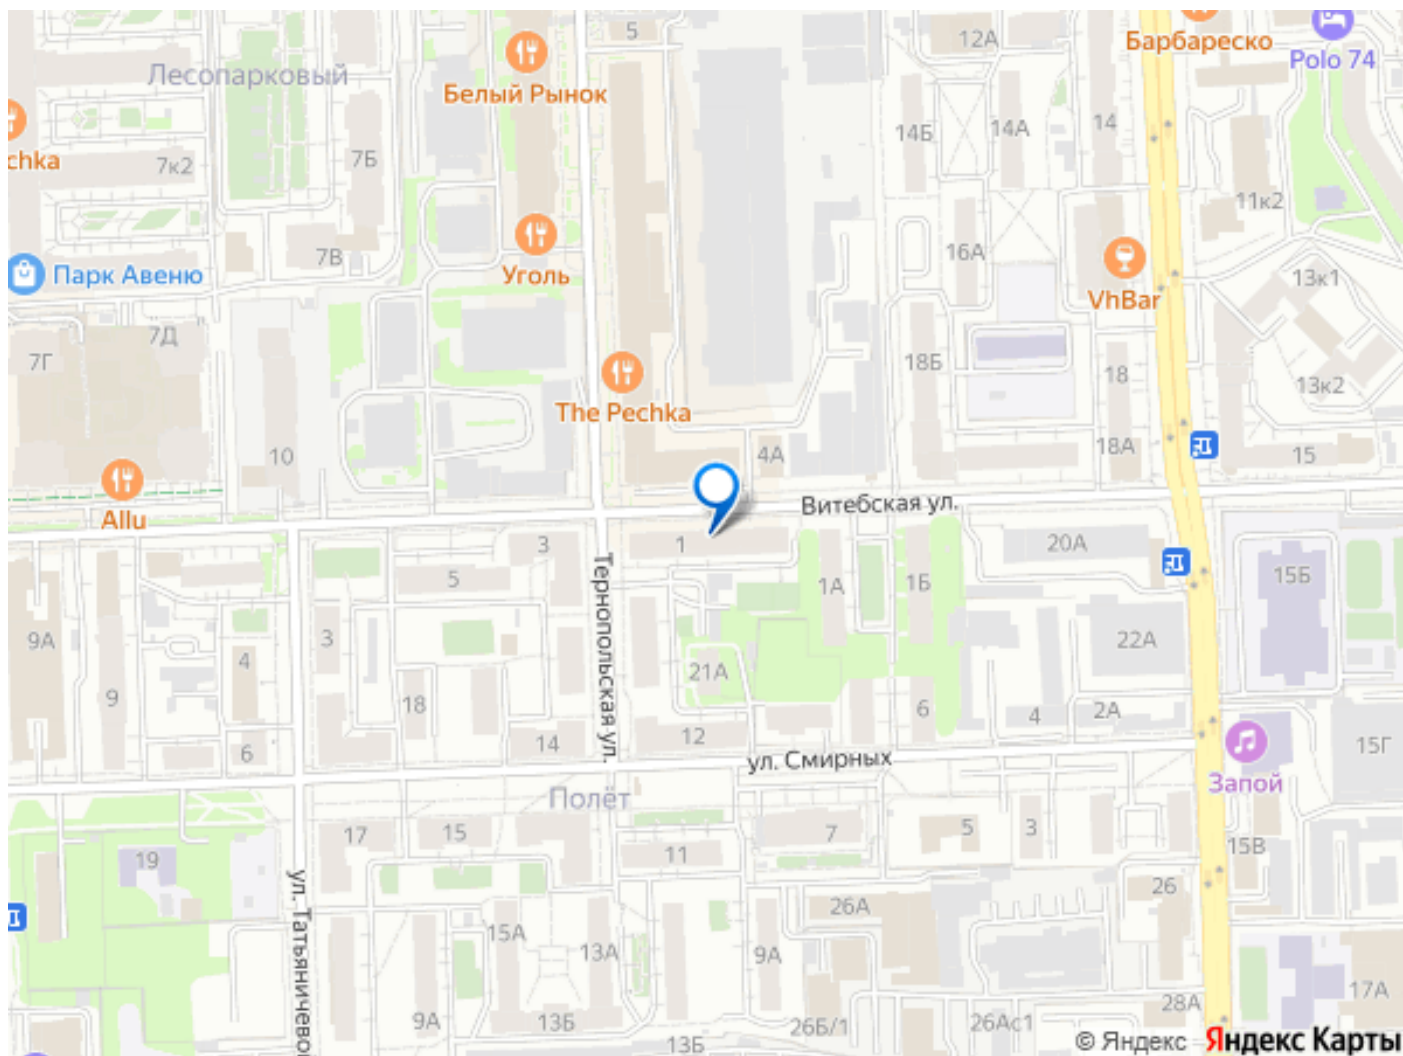 5
12А
Барбареско
Polo 74
Лесопарковый
Белый Рынок
14Б
14А
14
chka
7к2
7Б
11к2
7В
16А
Парк Авеню
Уголь
VhBar
13к1
7Г
7Д
18Б
18
13к2
The Pechka
10
4А
18А
15
Allu
Витебская ул.
3
1
20А
5
1А
1Б
15Б
Тернопольская ул.
9А
3
4
22А
9
18
21А
6
4
2А
6
14
12
15Г
ул. Смирных
Запой
Полёт
17
15
7
5
3
11
15В
19
26
26А
ул. Татьяничевой
15А
13А
9А
17А
9А
13Б
26Б/1
26Ас1
28А
13Б
© Яндекс Яндекс Карты